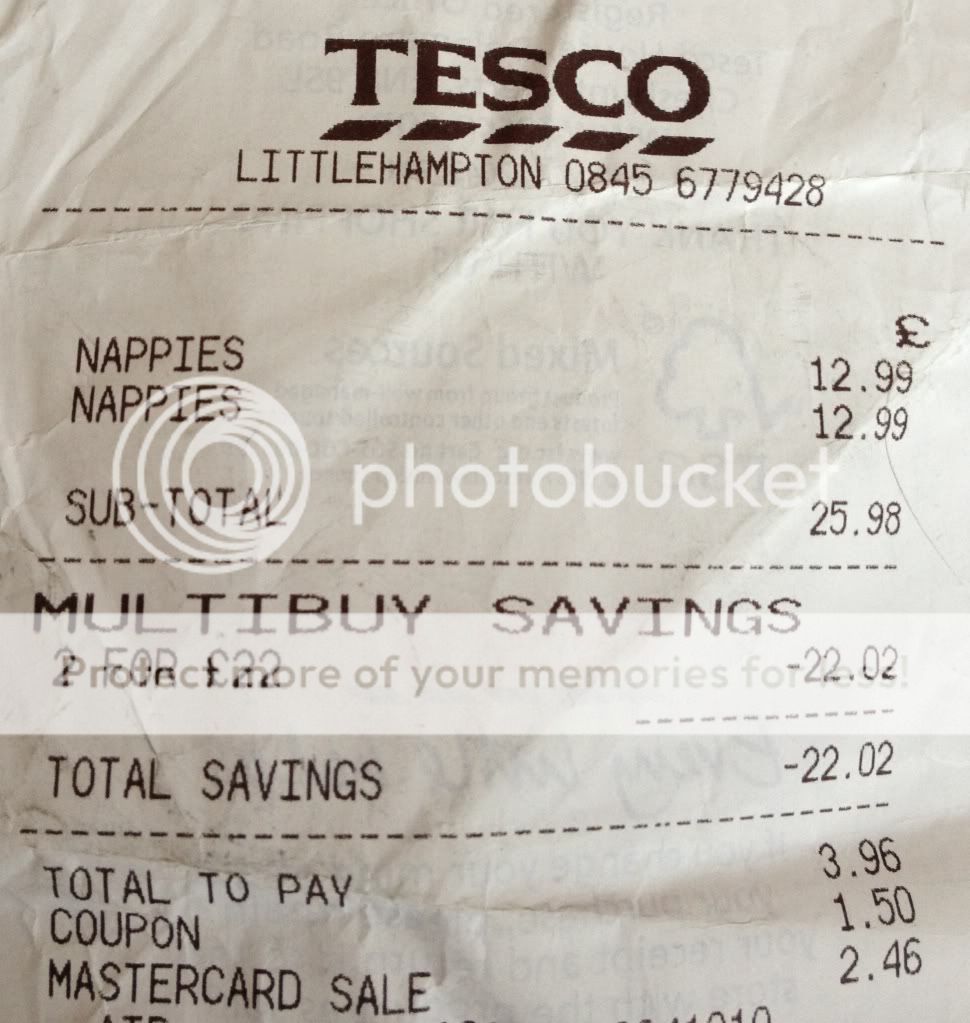 TESCO
LITTLEHAMPTON 0845 6779428
£
NAPPIES 12.99
NAPPIES 12.99
photobucket
SUB-TOTAL 25.98
MULTIBUY SAVINGS
2 FOR £22 -22.02
Protect more of your memories for less!
TOTAL SAVINGS -22.02
TOTAL TO PAY 3.96
COUPON 1.50
MASTERCARD SALE 2.46